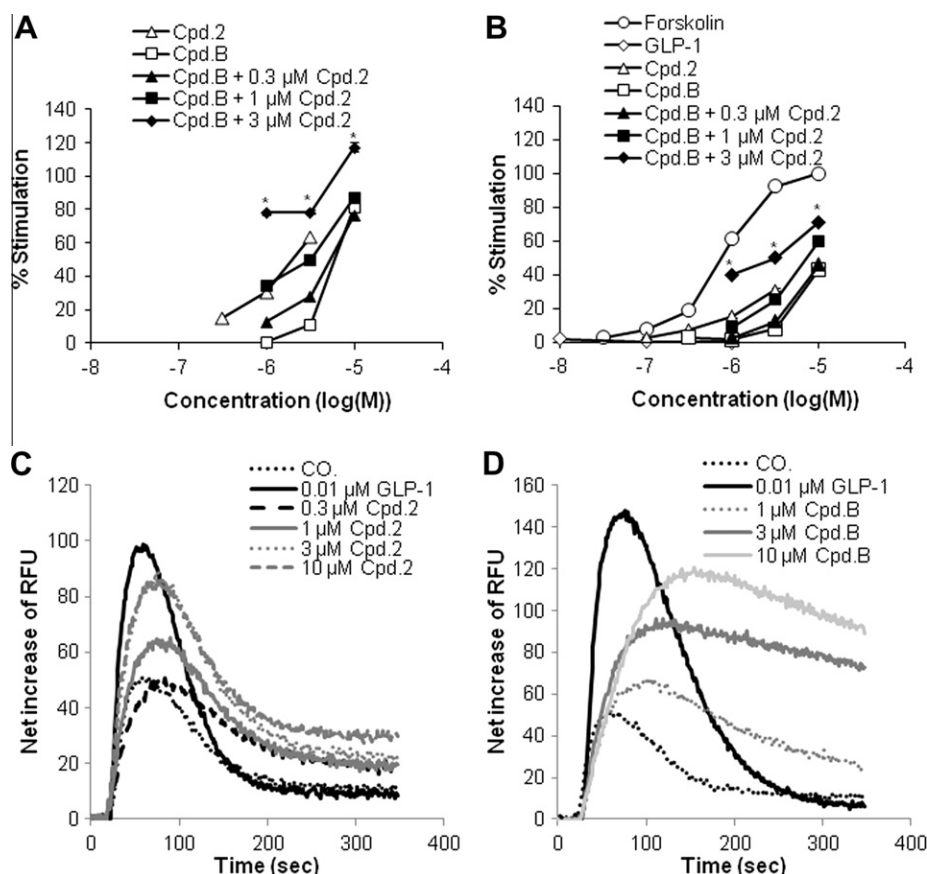 A
Cpd.2
Cpd.B
Cpd.B + 0.3 µM Cpd.2
Cpd.B + 1 µM Cpd.2
Cpd.B + 3 µM Cpd.2
140
120
100
80
60
40
20
0
% Stimulation
* * *
-8 -7 -6 -5 -4
Concentration (log(M))
B
Forskolin
GLP-1
Cpd.2
Cpd.B
Cpd.B + 0.3 µM Cpd.2
Cpd.B + 1 µM Cpd.2
Cpd.B + 3 µM Cpd.2
140
120
100
80
60
40
20
0
% Stimulation
* * *
-8 -7 -6 -5 -4
Concentration (log(M))
C
CO.
0.01 µM GLP-1
0.3 µM Cpd.2
1 µM Cpd.2
3 µM Cpd.2
10 µM Cpd.2
120
100
80
60
40
20
0
Net increase of RFU
0 100 200 300 400
Time (sec)
D
CO.
0.01 µM GLP-1
1 µM Cpd.B
3 µM Cpd.B
10 µM Cpd.B
160
140
120
100
80
60
40
20
0
Net increase of RFU
0 100 200 300 400
Time (sec)